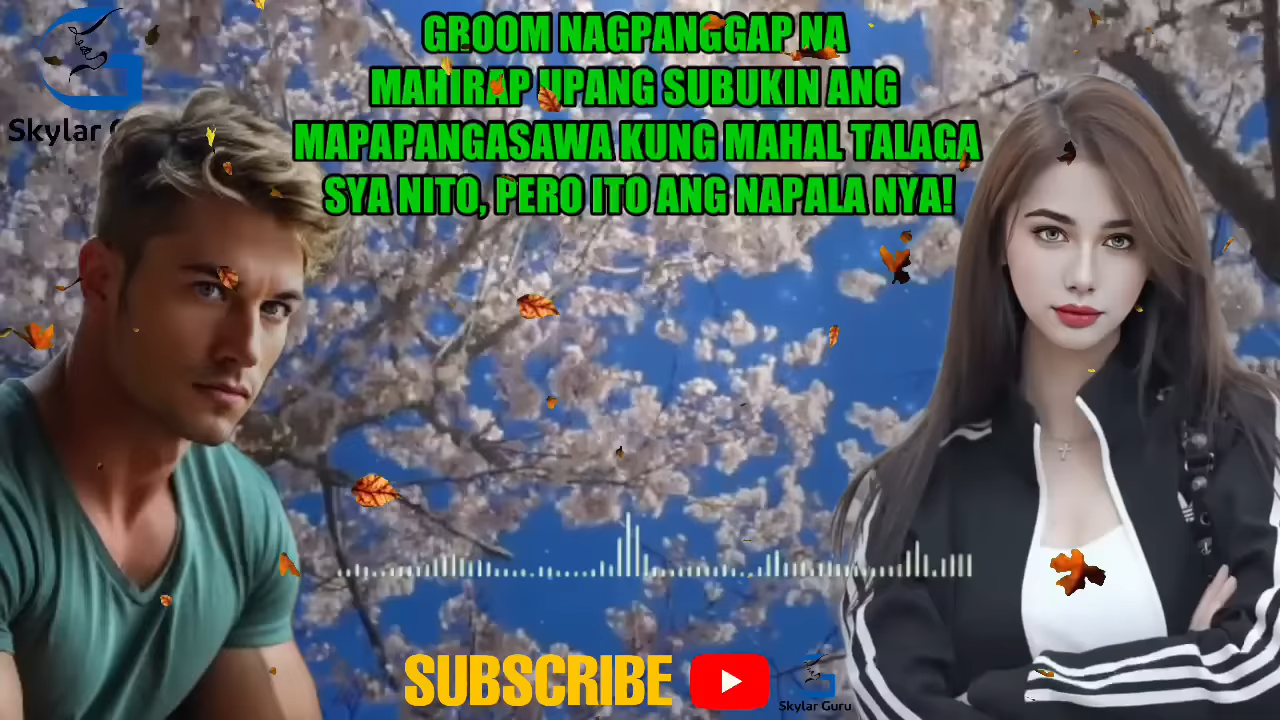 Skylar G
GROOM NAGPANGGAP NA
MAHIRAP UPANG SUBUKIN ANG
MAPAPANGASAWA KUNG MAHAL TALAGA
SYA NITO, PERO ITO ANG NAPALA NYA!
SUBSCRIBE
Skylar Guru